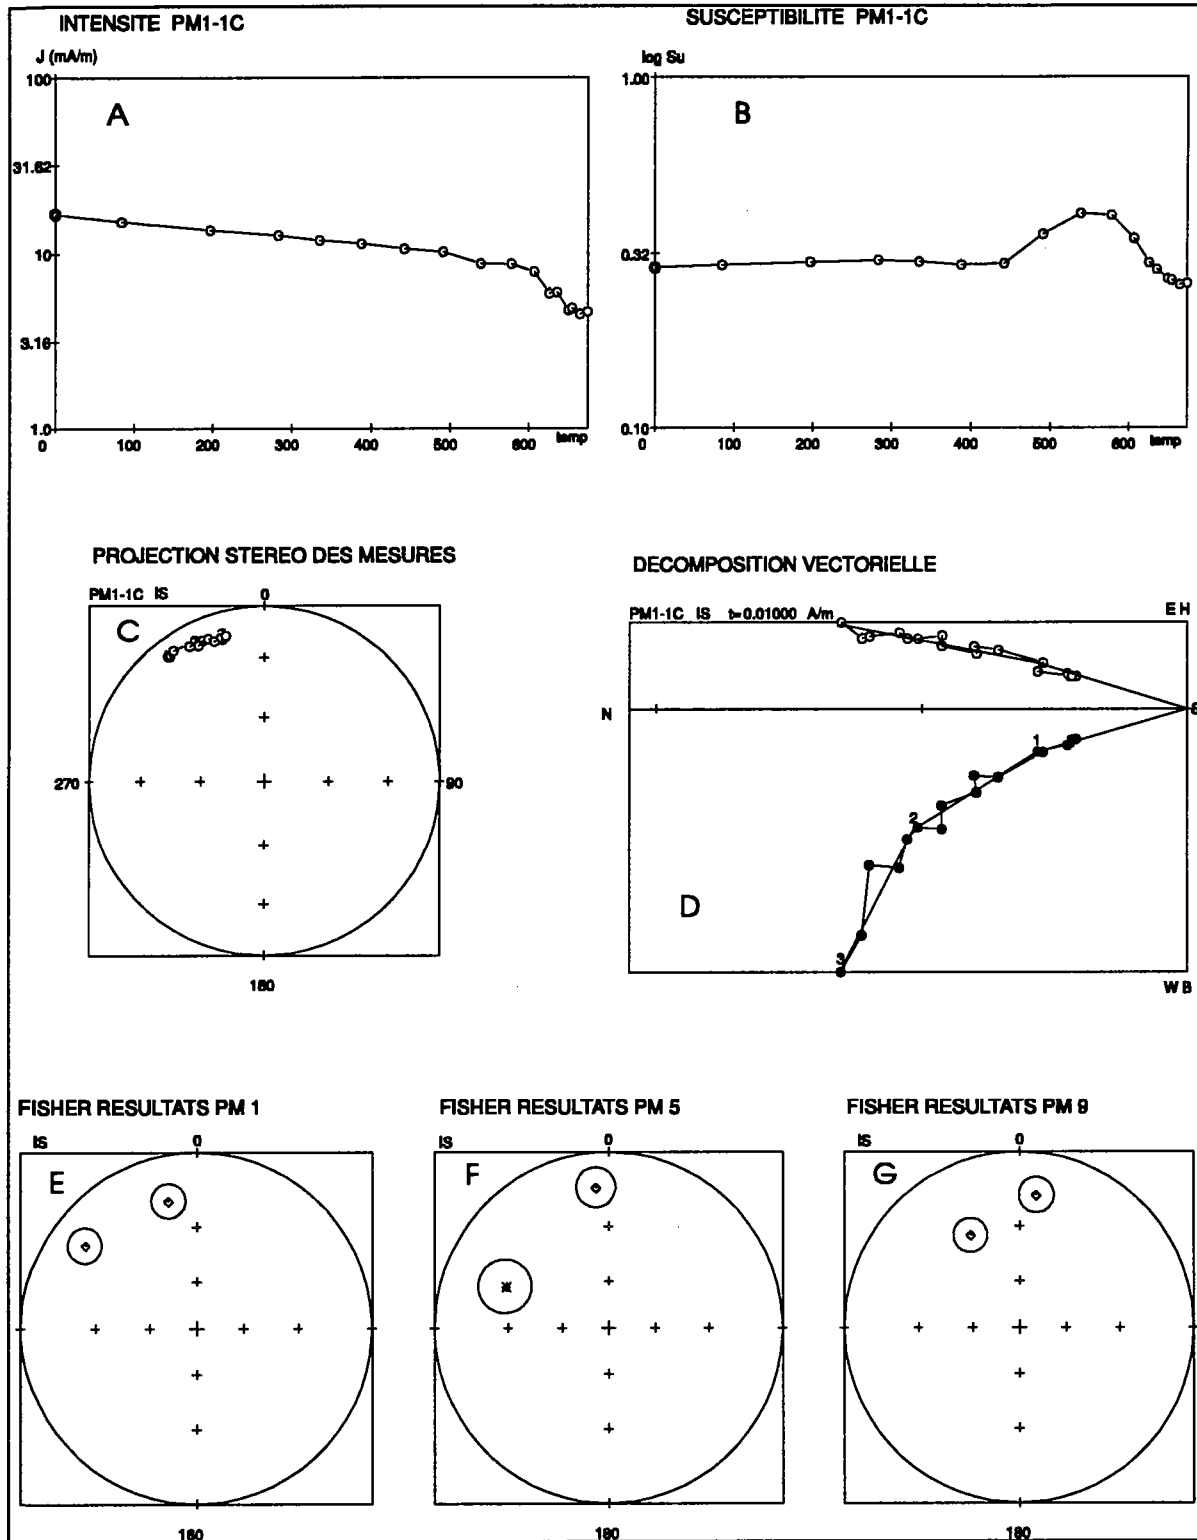 INTENSITE PM1-1C
SUSCEPTIBILITE PM1-1C
J (mA/m)
log Su
100
1.00
A
B
31.62
10
0.32
3.16
1.0
0.10
0 100 200 300 400 500 600 temp
0 100 200 300 400 500 600 temp
PROJECTION STEREO DES MESURES
DECOMPOSITION VECTORIELLE
PM1-1C IS
0
PM1-1C IS t=0.01000 A/m
E H
C
N
S
270
90
1
2
D
3
180
W B
FISHER RESULTATS PM 1
FISHER RESULTATS PM 5
FISHER RESULTATS PM 9
IS 0
IS 0
IS 0
E
F
G
180
180
180